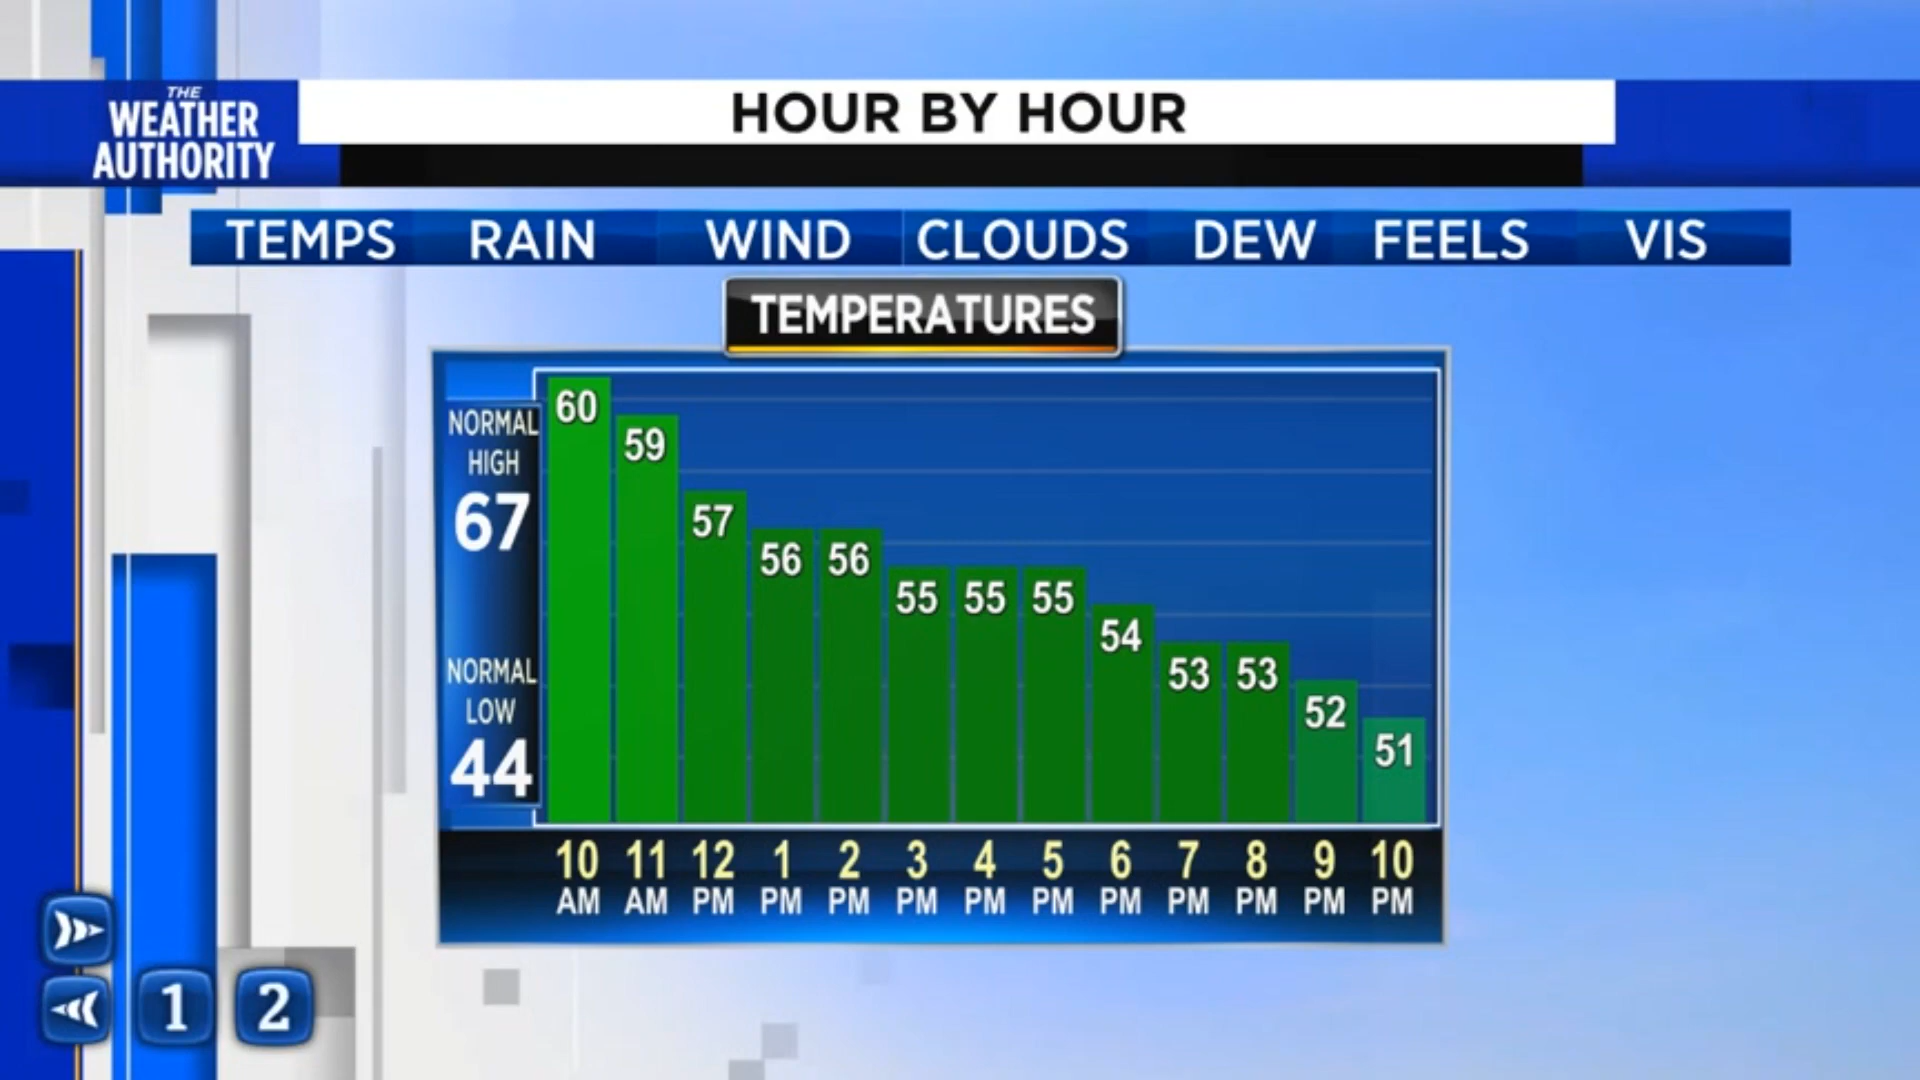 THE
WEATHER
AUTHORITY
HOUR BY HOUR
TEMPS RAIN WIND CLOUDS DEW FEELS VIS
TEMPERATURES
NORMAL
HIGH
67
NORMAL
LOW
44
60 59 57 56 56 55 55 55 54 53 53 52 51
10 11 12 1 2 3 4 5 6 7 8 9 10
AM AM PM PM PM PM PM PM PM PM PM PM PM
1 2